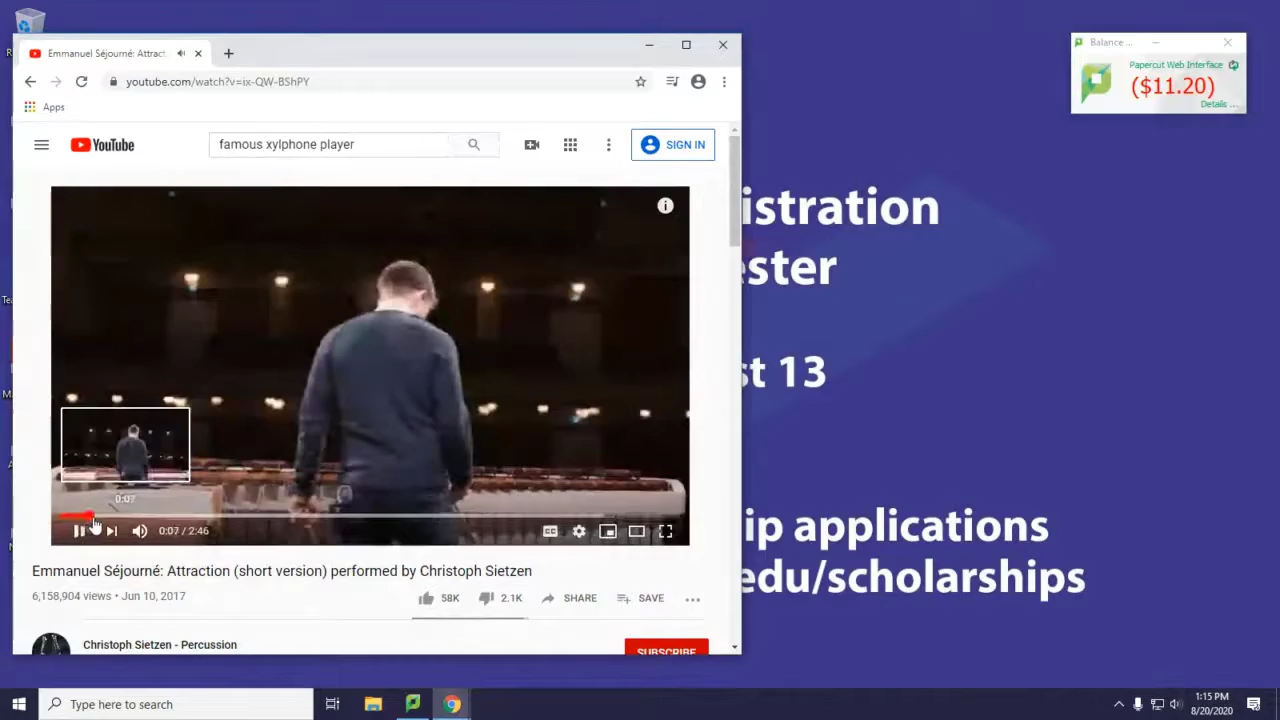 Emmanuel Séjourné: Attract
youtube.com/watch?v=ix-QW-BShPY
Apps
YouTube
famous xylphone player
SIGN IN
0:07
0:07 / 2:46
CC
Emmanuel Séjourné: Attraction (short version) performed by Christoph Sietzen
6,158,904 views • Jun 10, 2017
58K
2.1K
SHARE
SAVE
Christoph Sietzen - Percussion
SUBSCRIBE
Balance ...
Papercut Web Interface
($11.20)
Details ...
istration
ester
st 13
ip applications
edu/scholarships
Type here to search
1:15 PM
8/20/2020